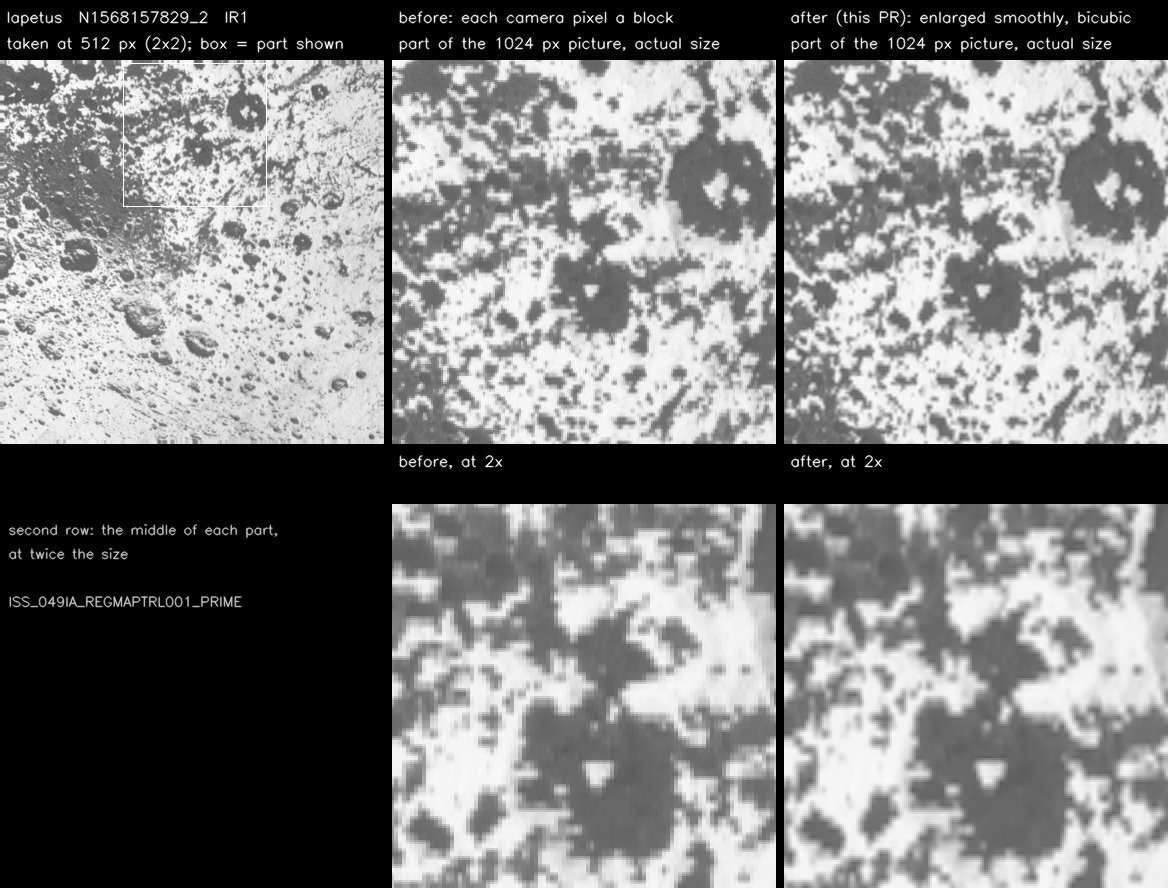 Iapetus N1568157829_2 IR1
taken at 512 px (2x2); box = part shown
before: each camera pixel a block
part of the 1024 px picture, actual size
after (this PR): enlarged smoothly, bicubic
part of the 1024 px picture, actual size
before, at 2x
after, at 2x
second row: the middle of each part,
at twice the size
ISS_049IA_REGMAPTRL001_PRIME